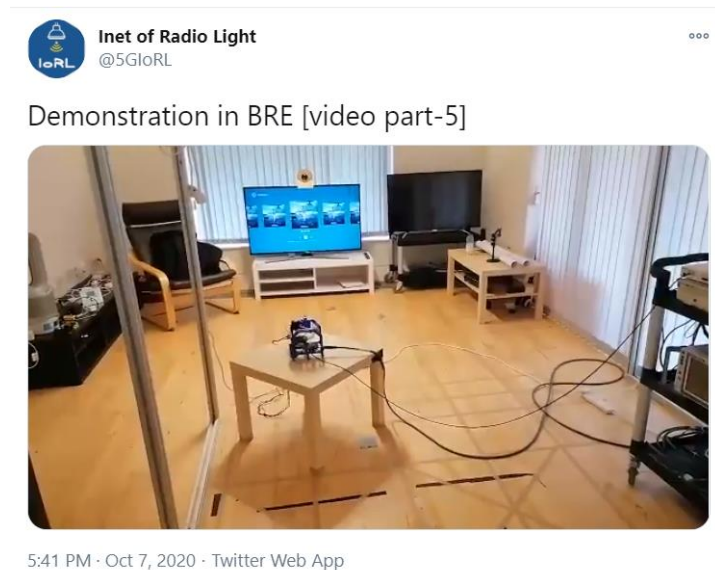 IoRL
Inet of Radio Light
@5GIoRL
Demonstration in BRE [video part-5]
5:41 PM · Oct 7, 2020 · Twitter Web App